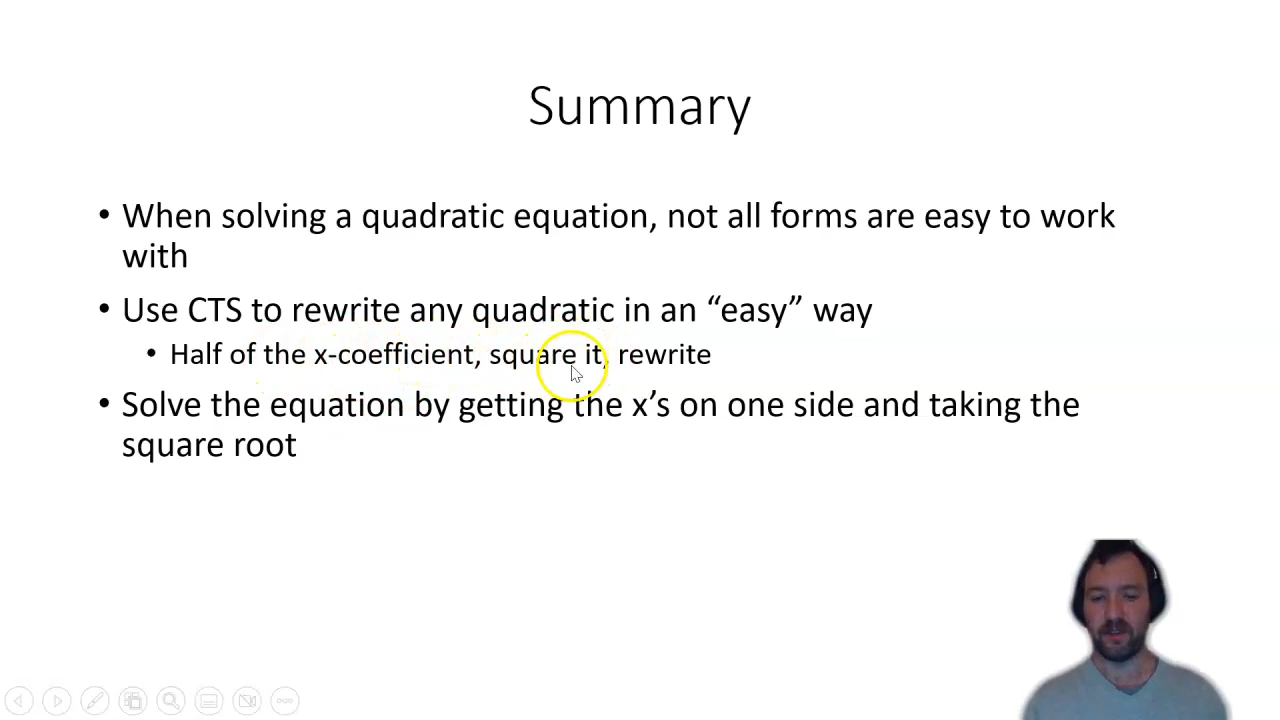 Summary
• When solving a quadratic equation, not all forms are easy to work
with
• Use CTS to rewrite any quadratic in an “easy” way
• Half of the x-coefficient, square it, rewrite
• Solve the equation by getting the x’s on one side and taking the
square root